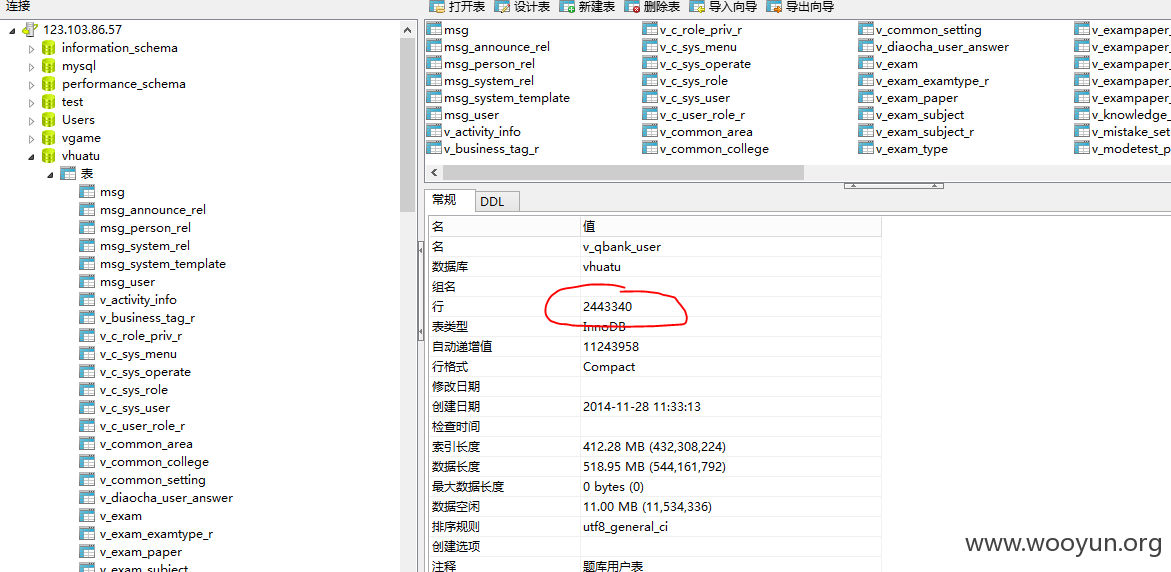 连接
打开表 设计表 新建表 删除表 导入向导 导出向导
123.103.86.57
information_schema
mysql
performance_schema
test
Users
vgame
vhuatu
表
msg
msg_announce_rel
msg_person_rel
msg_system_rel
msg_system_template
msg_user
v_activity_info
v_business_tag_r
v_c_role_priv_r
v_c_sys_menu
v_c_sys_operate
v_c_sys_role
v_c_sys_user
v_c_user_role_r
v_common_area
v_common_college
v_common_setting
v_diaocha_user_answer
v_exam
v_exam_examtype_r
v_exam_paper
v_exam_subject
msg v_c_role_priv_r v_common_setting v_exampaper_
msg_announce_rel v_c_sys_menu v_diaocha_user_answer v_exampaper_
msg_person_rel v_c_sys_operate v_exam v_exampaper_
msg_system_rel v_c_sys_role v_exam_examtype_r v_exampaper_
msg_system_template v_c_sys_user v_exam_paper v_exampaper_
msg_user v_c_user_role_r v_exam_subject v_knowledge_
v_activity_info v_common_area v_exam_subject_r v_mistake_set
v_business_tag_r v_common_college v_exam_type v_modetest_p
常规 DDL
名 值
名 v_qbank_user
数据库 vhuatu
组名
行 2443340
表类型 InnoDB
自动递增值 11243958
行格式 Compact
修改日期
创建日期 2014-11-28 11:33:13
检查时间
索引长度 412.28 MB (432,308,224)
数据长度 518.95 MB (544,161,792)
最大数据长度 0 bytes (0)
数据空闲 11.00 MB (11,534,336)
排序规则 utf8_general_ci
创建选项
注释 题库用户表
www.wooyun.org